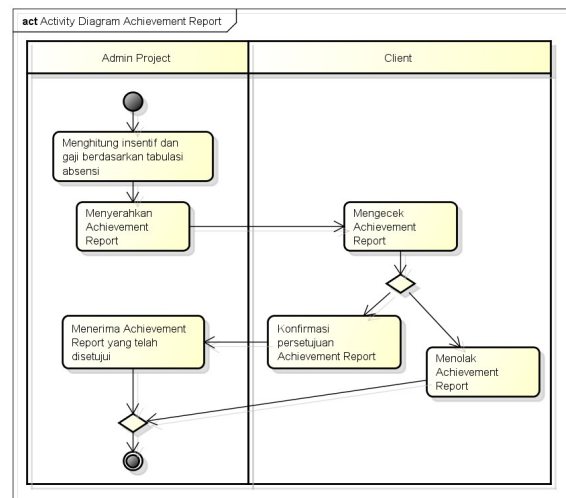 act Activity Diagram Achievement Report
Admin Project
Client
Menghitung insentif dan
gaji berdasarkan tabulasi
absensi
Menyerahkan
Achievement
Report
Mengecek
Achievement
Report
Menerima Achievement
Report yang telah
disetujui
Konfirmasi
persetujuan
Achievement Report
Menolak
Achievement
Report